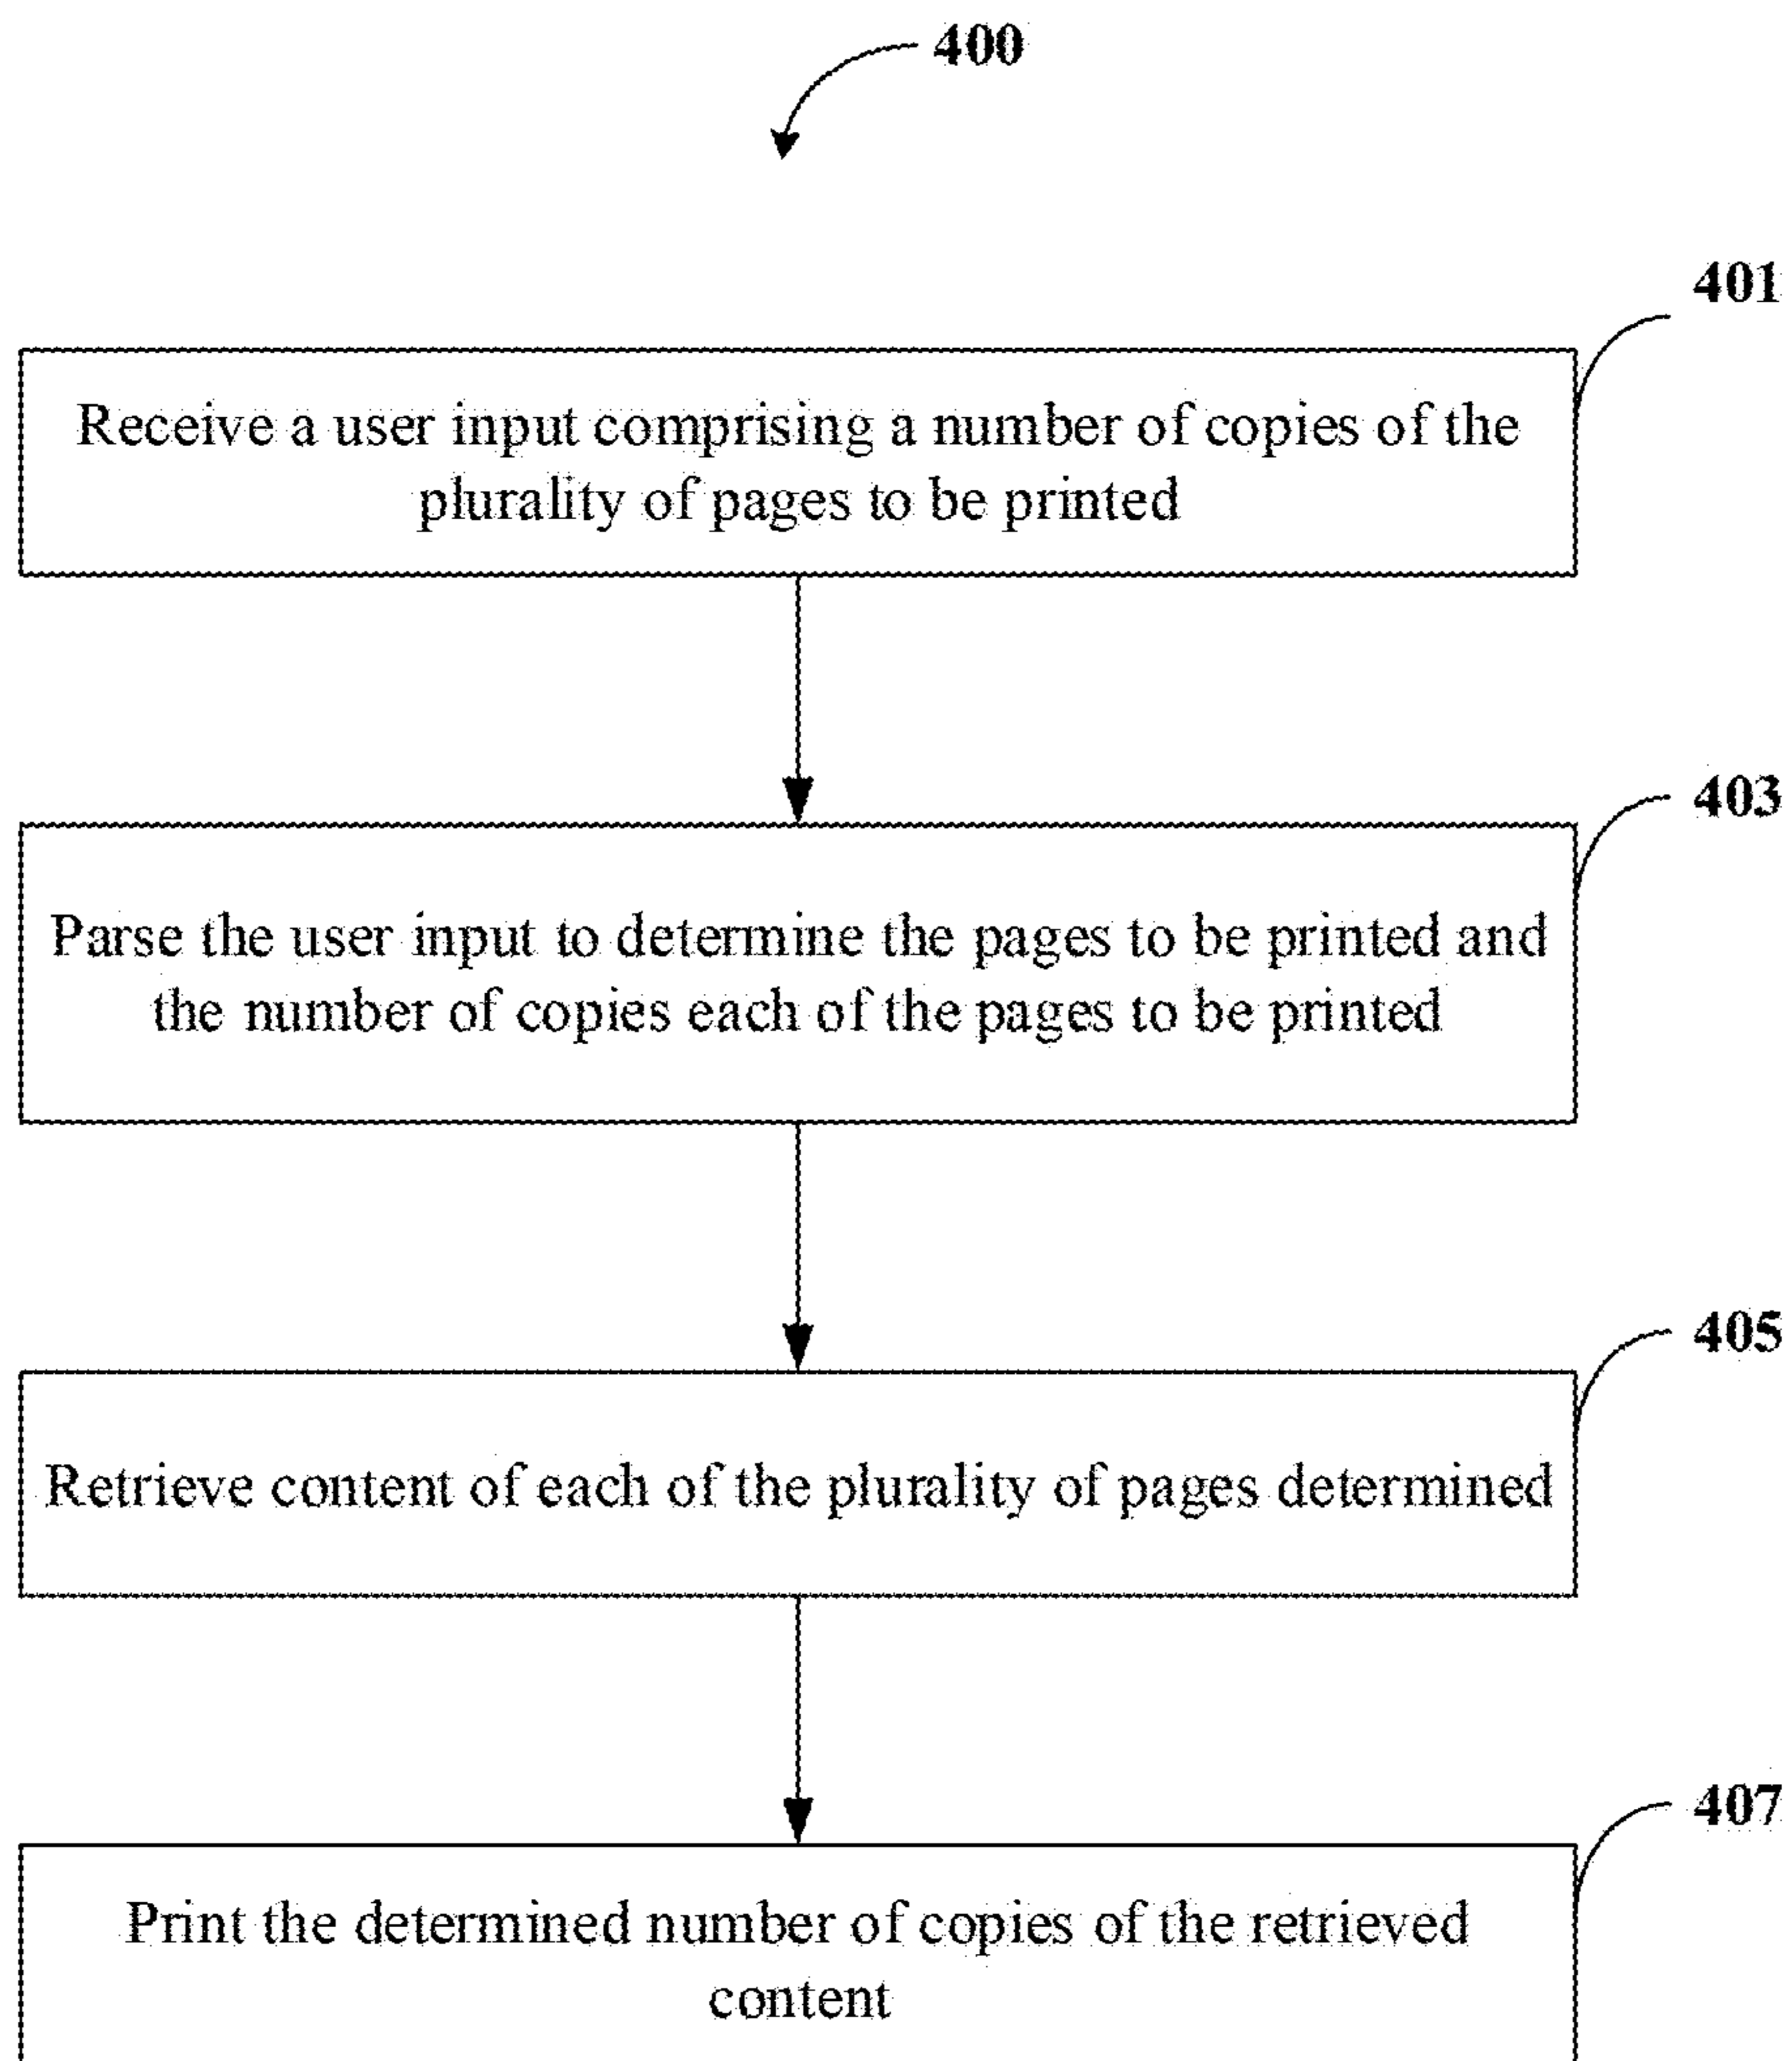 400
401
Receive a user input comprising a number of copies of the
plurality of pages to be printed
403
Parse the user input to determine the pages to be printed and
the number of copies each of the pages to be printed
405
Retrieve content of each of the plurality of pages determined
407
Print the determined number of copies of the retrieved
content